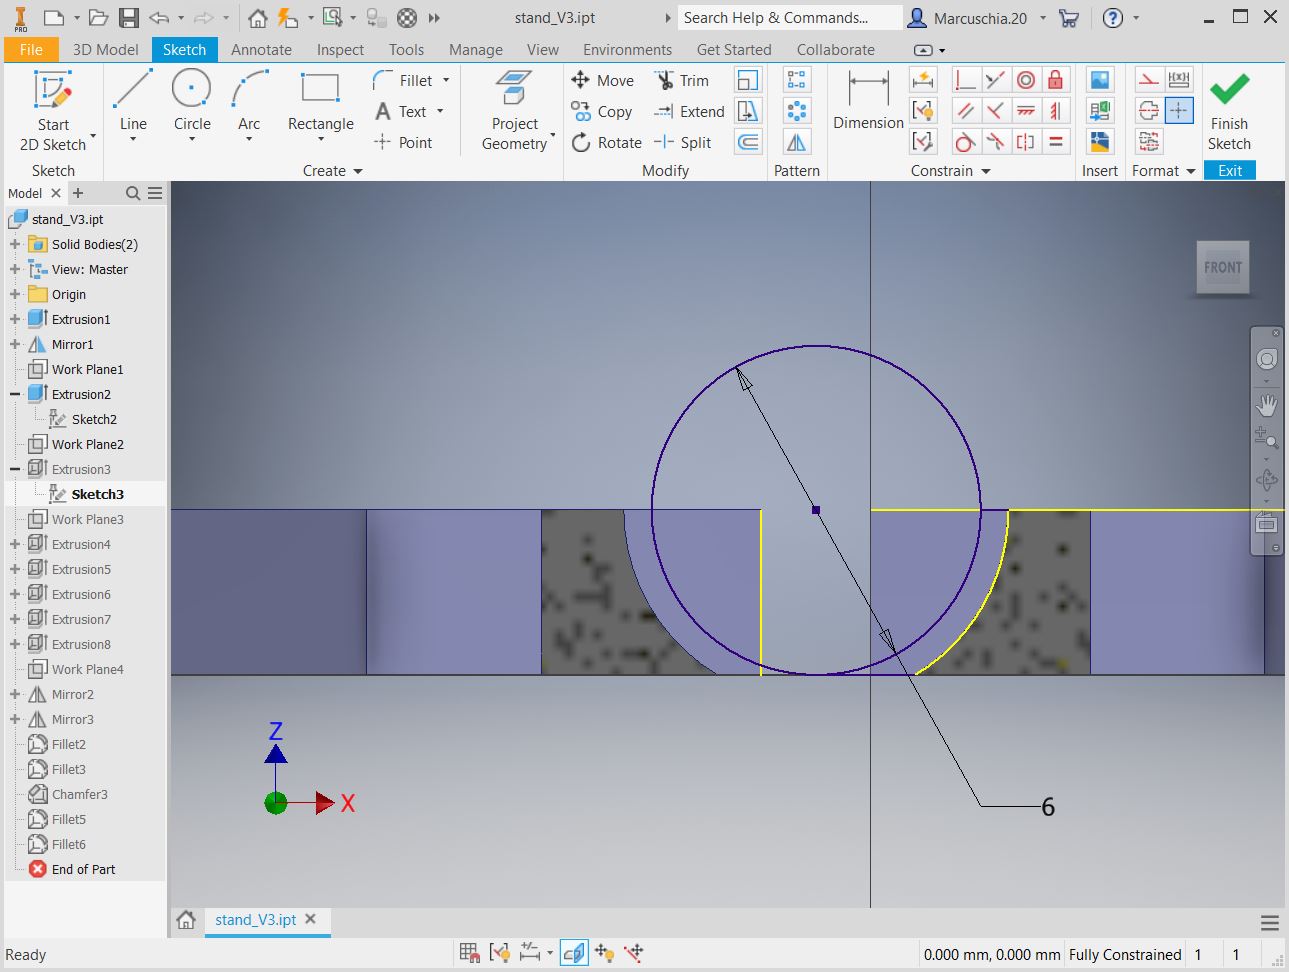 PRO
stand_V3.ipt
Search Help & Commands...
Marcuschia.20
File 3D Model Sketch Annotate Inspect Tools Manage View Environments Get Started Collaborate
Start
2D Sketch
Line
Circle
Arc
Rectangle
Fillet
Text
Point
Project
Geometry
Move
Copy
Rotate
Trim
Extend
Split
Dimension
Finish
Sketch
Sketch Create Modify Pattern Constrain Insert Format Exit
Model
stand_V3.ipt
Solid Bodies(2)
View: Master
Origin
Extrusion1
Mirror1
Work Plane1
Extrusion2
Sketch2
Work Plane2
Extrusion3
Sketch3
Work Plane3
Extrusion4
Extrusion5
Extrusion6
Extrusion7
Extrusion8
Work Plane4
Mirror2
Mirror3
Fillet2
Fillet3
Chamfer3
Fillet5
Fillet6
End of Part
FRONT
Z
X
6
stand_V3.ipt
Ready
0.000 mm, 0.000 mm Fully Constrained 1 1